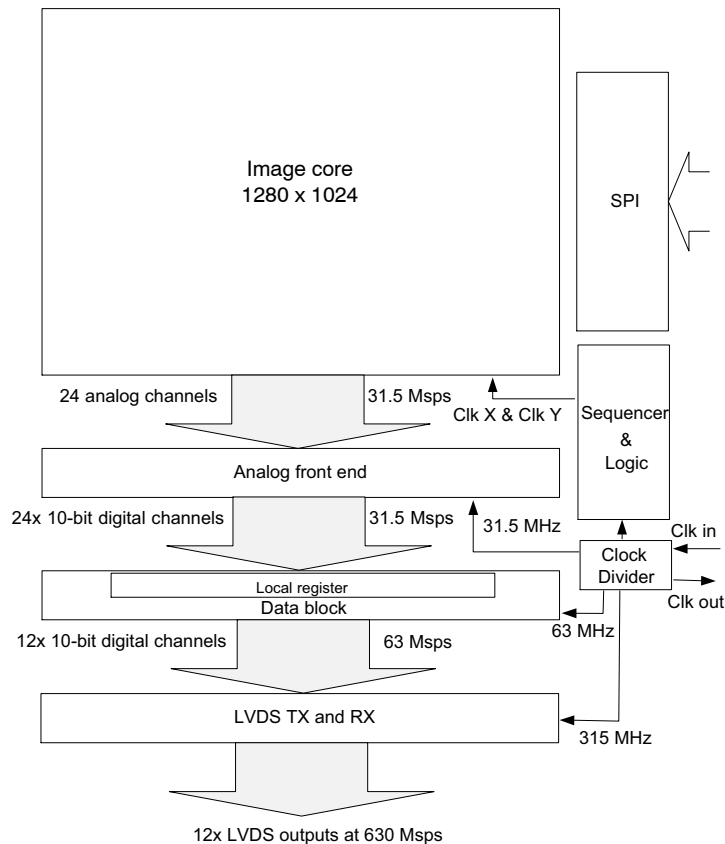 Image core
1280 x 1024
SPI
24 analog channels
31.5 Msps
Clk X & Clk Y
Sequencer
&
Logic
Analog front end
24x 10-bit digital channels
31.5 Msps
31.5 MHz
Clk in
Clock
Divider
Clk out
Local register
Data block
63 MHz
12x 10-bit digital channels
63 Msps
LVDS TX and RX
315 MHz
12x LVDS outputs at 630 Msps